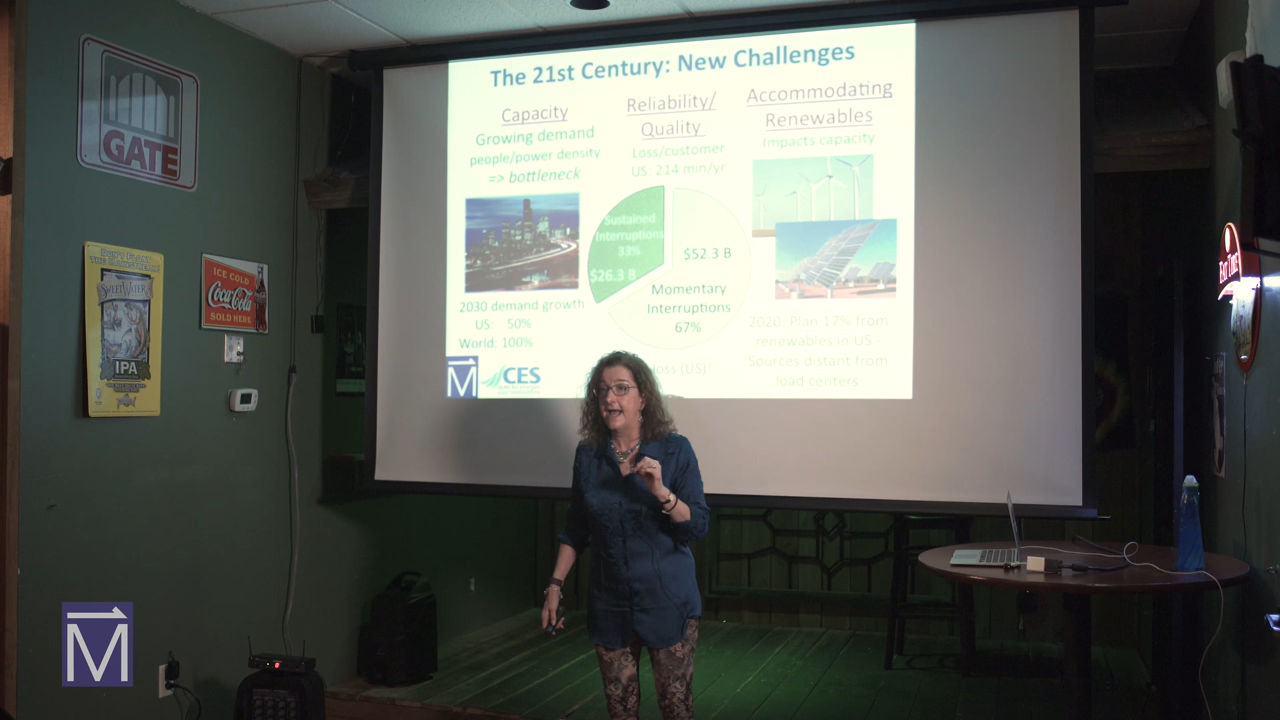 The 21st Century: New Challenges
Capacity
Growing demand
people/power density
=> bottleneck
2030 demand growth
US: 50%
World: 100%
Reliability/
Quality
Loss/customer
US: 214 min/yr
Sustained
Interruptions
33%
$26.3 B
$52.3 B
Momentary
Interruptions
67%
loss (US)!
Accommodating
Renewables
Impacts capacity
2020: Plan 17% from
renewables in US -
Sources distant from
load centers
M
CES
GATE
SWEETWATER
IPA
ICE COLD
Coca-Cola
SOLD HERE
M